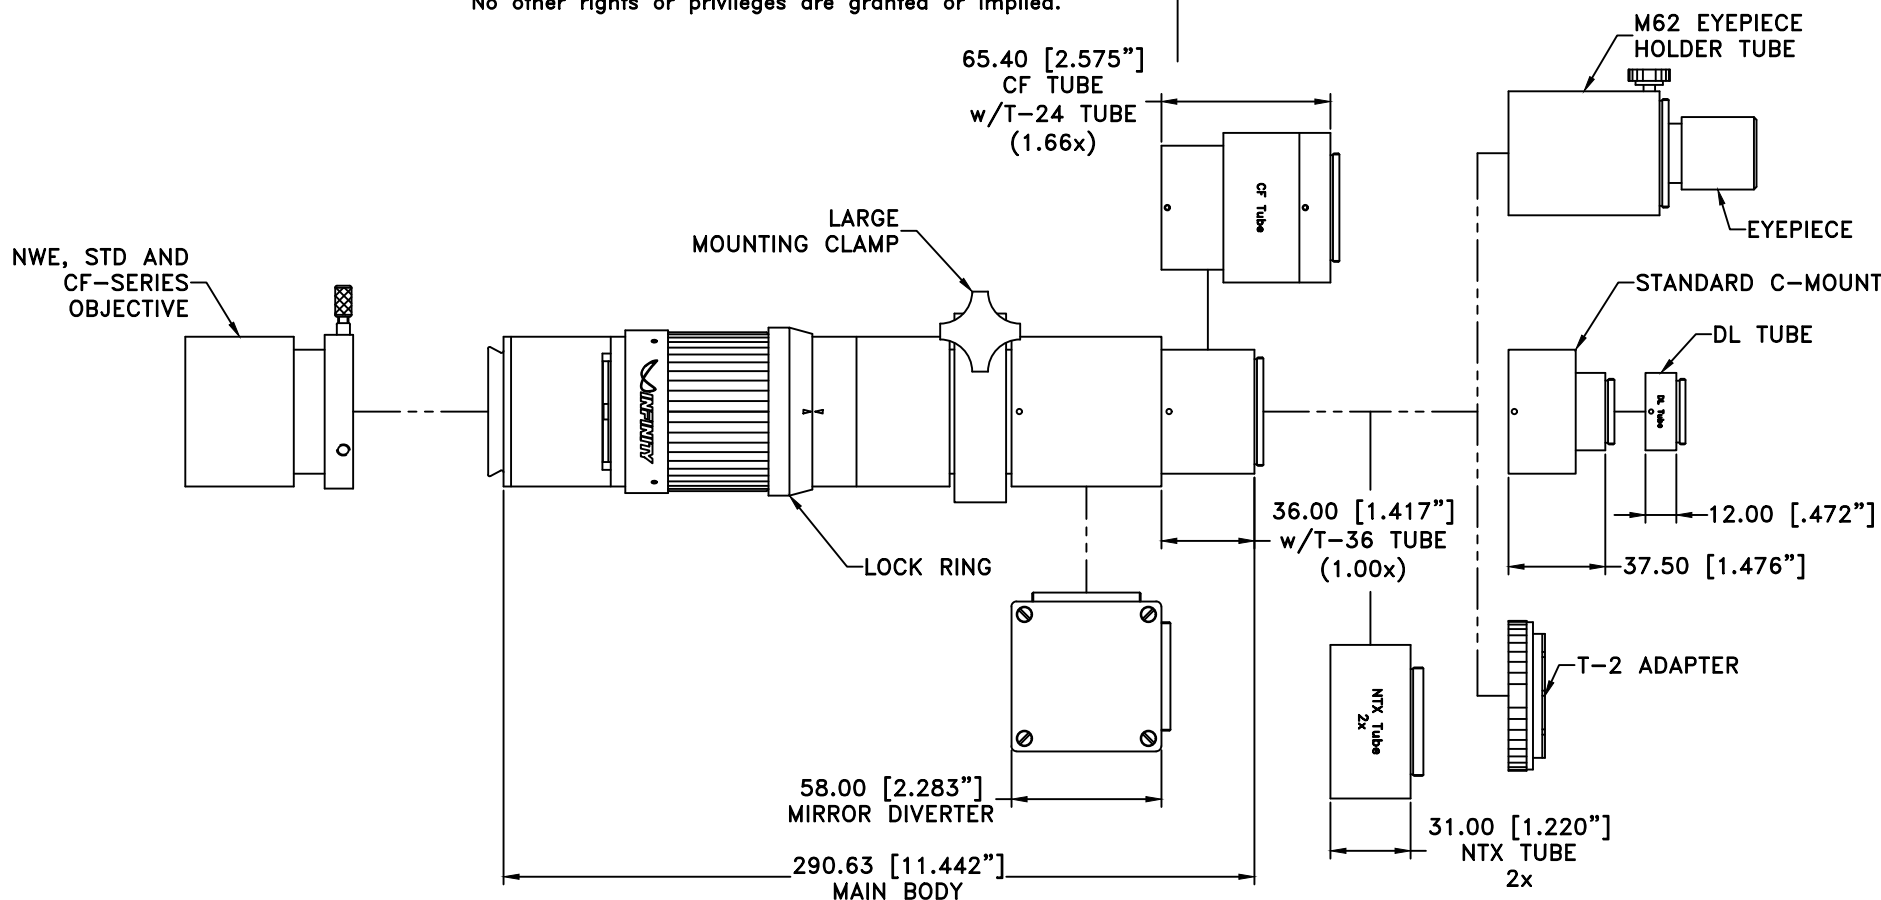 No other rights or privileges are granted or implied.
65.40 [2.575"]
CF TUBE
w/T-24 TUBE
(1.66x)
M62 EYEPIECE
HOLDER TUBE
CF Tube
EYEPIECE
LARGE
MOUNTING CLAMP
NWE, STD AND
CF-SERIES
OBJECTIVE
STANDARD C-MOUNT
DL TUBE
INFINITY
DL Tube
36.00 [1.417"]
w/T-36 TUBE
(1.00x)
12.00 [.472"]
37.50 [1.476"]
LOCK RING
T-2 ADAPTER
NTX Tube
2x
58.00 [2.283"]
MIRROR DIVERTER
31.00 [1.220"]
NTX TUBE
2x
290.63 [11.442"]
MAIN BODY